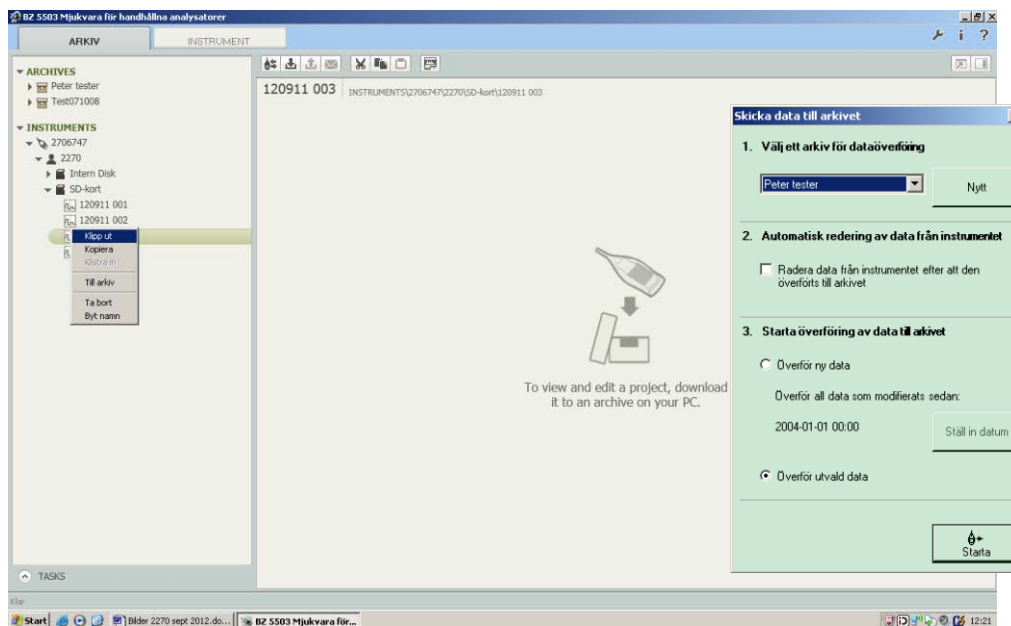 BZ 5503 Mjukvara för handhållna analysatorer
ARKIV
INSTRUMENT
i ?
ARCHIVES
Peter tester
Test071008
INSTRUMENTS
2706747
2270
Intern Disk
SD-kort
120911 001
120911 002
Klipp ut
Kopiera
Klistra in
Till arkiv
Ta bort
Byt namn
TASKS
120911 003
INSTRUMENTS\2706747\2270\SD-kort\120911 003
To view and edit a project, download
it to an archive on your PC.
Skicka data till arkivet
1. Välj ett arkiv för dataöverföring
Peter tester
Nytt
2. Automatisk redering av data från instrumentet
Radera data från instrumentet efter att den
överförts till arkivet
3. Starta överföring av data till arkivet
Överför ny data
Överför all data som modifierats sedan:
2004-01-01 00:00
Ställ in datum
Överför utvald data
Starta
Klar
Start
Bilder 2270 sept 2012.do...
BZ 5503 Mjukvara för...
12:21